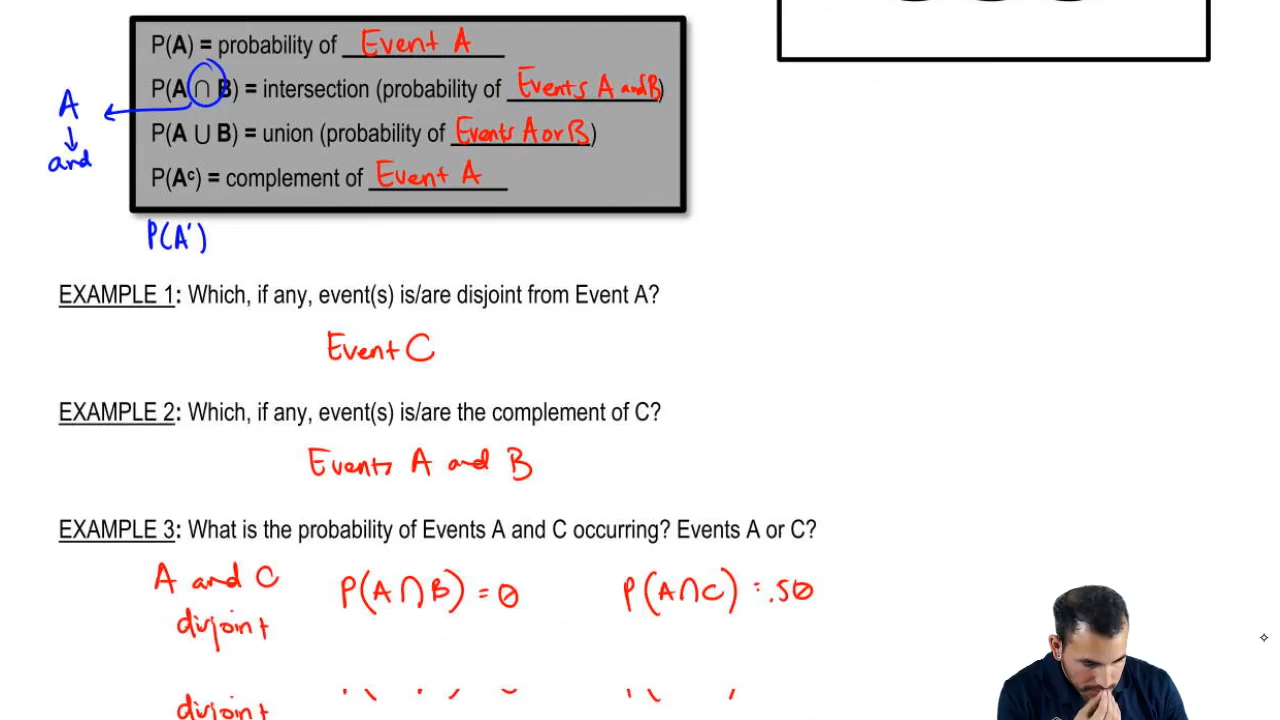 P(A) = probability of Event A
P(A ∩ B) = intersection (probability of Events A and B)
A
P(A ∪ B) = union (probability of Events A or B)
and
P(Aᶜ) = complement of Event A
P(A')
EXAMPLE 1: Which, if any, event(s) is/are disjoint from Event A?
Event C
EXAMPLE 2: Which, if any, event(s) is/are the complement of C?
Events A and B
EXAMPLE 3: What is the probability of Events A and C occurring? Events A or C?
A and C P(A ∩ B) = 0 P(A ∩ C) = .50
disjoint
disjoint